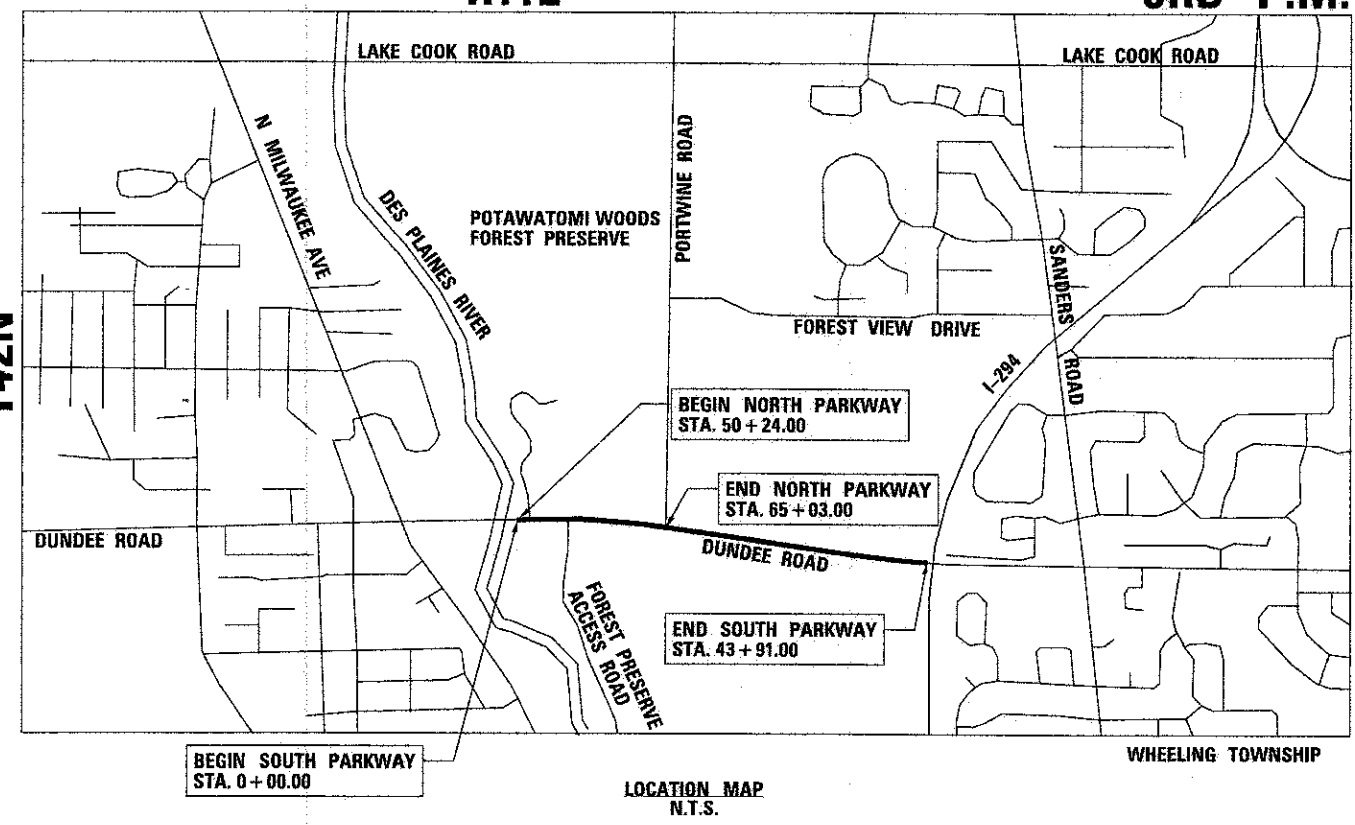 LAKE COOK ROAD
LAKE COOK ROAD
N MILWAUKEE AVE
DES PLAINES RIVER
POTAWATOMI WOODS
FOREST PRESERVE
PORTWINE ROAD
SANDERS ROAD
FOREST VIEW DRIVE
I-294
BEGIN NORTH PARKWAY
STA. 50+24.00
END NORTH PARKWAY
STA. 65+03.00
DUNDEE ROAD
DUNDEE ROAD
FOREST PRESERVE
ACCESS ROAD
END SOUTH PARKWAY
STA. 43+91.00
BEGIN SOUTH PARKWAY
STA. 0+00.00
WHEELING TOWNSHIP
LOCATION MAP
N.T.S.